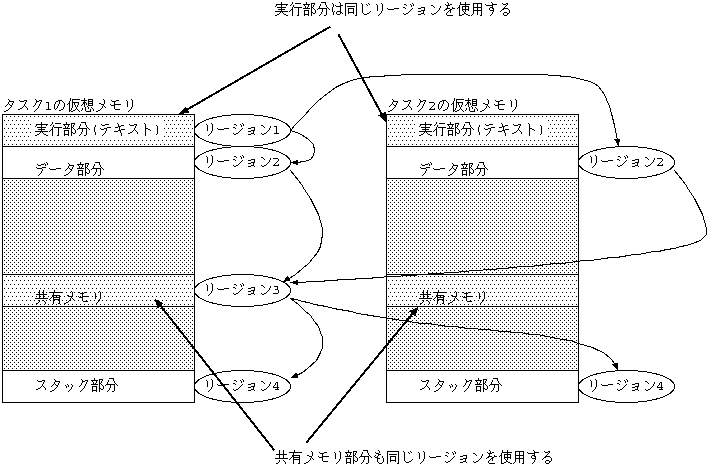 実行部分は同じリージョンを使用する
タスク1の仮想メモリ
タスク2の仮想メモリ
実行部分(テキスト)
リージョン1
実行部分(テキスト)
データ部分
リージョン2
データ部分
リージョン2
共有メモリ
リージョン3
共有メモリ
スタック部分
リージョン4
スタック部分
リージョン4
共有メモリ部分も同じリージョンを使用する